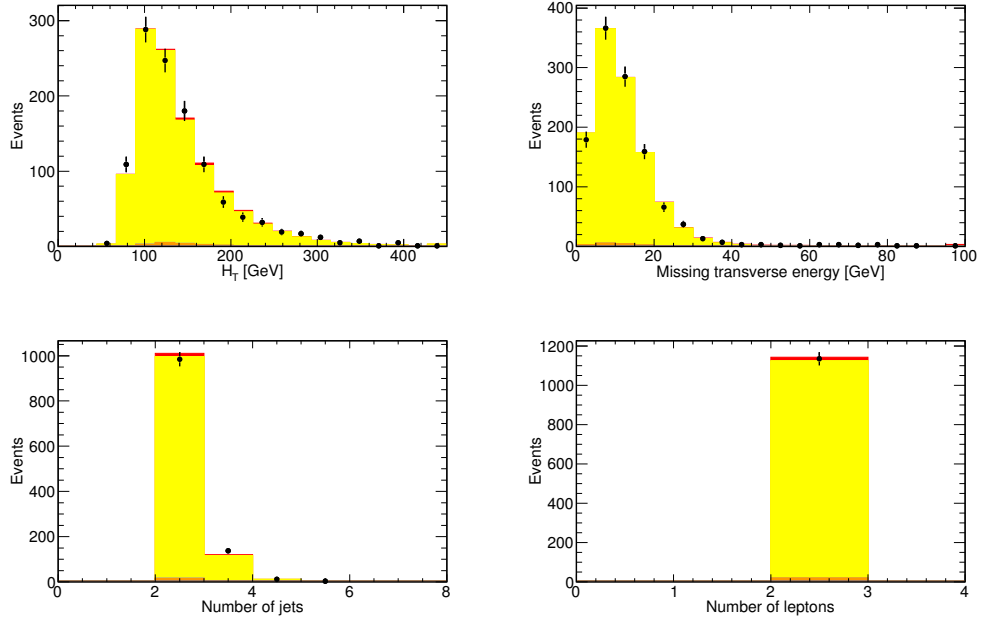 Events
300
200
100
0
0 100 200 300 400
H_T [GeV]
Events
400
300
200
100
0
0 20 40 60 80 100
Missing transverse energy [GeV]
Events
1000
800
600
400
200
0
0 2 4 6 8
Number of jets
Events
1200
1000
800
600
400
200
0
0 1 2 3 4
Number of leptons